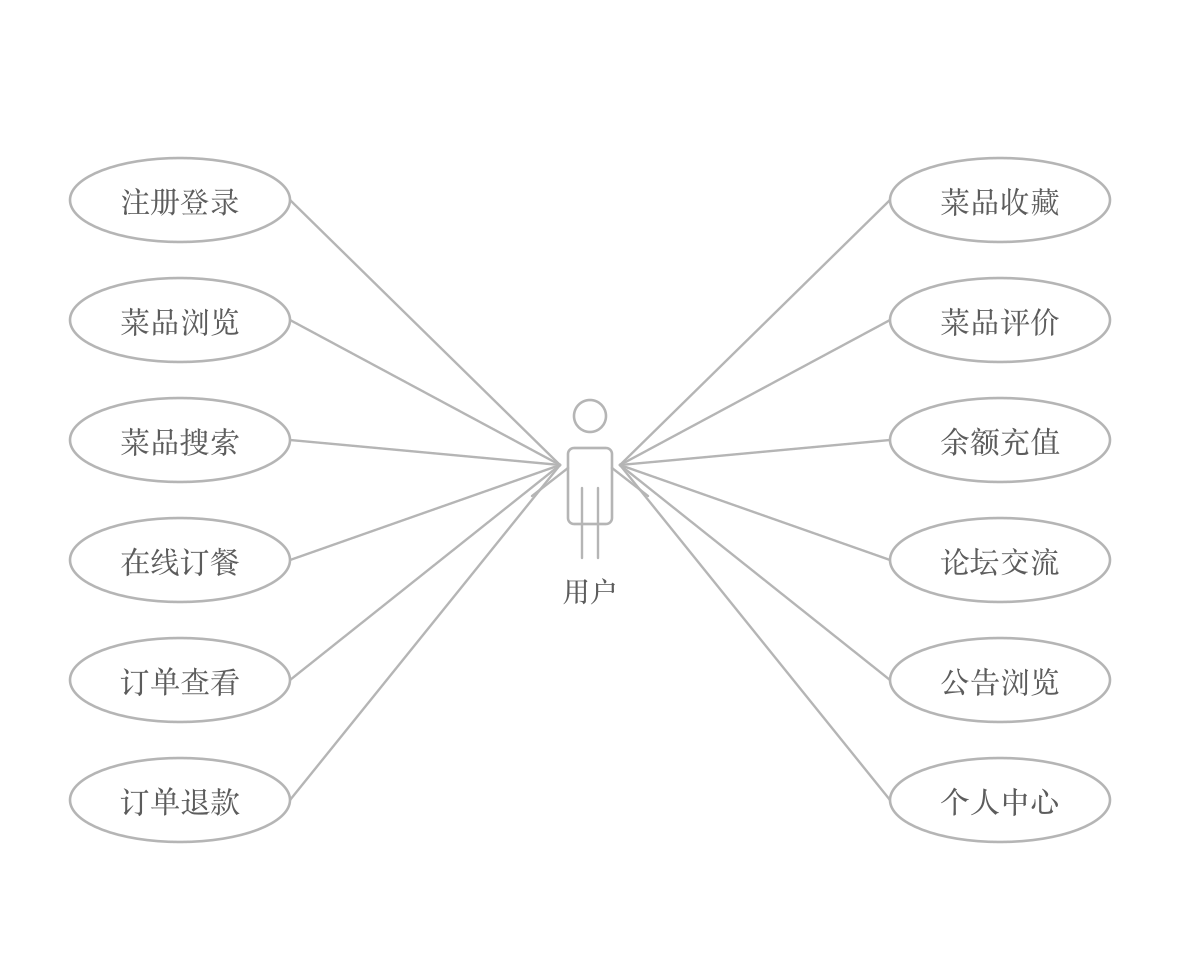 注册登录
菜品浏览
菜品搜索
在线订餐
订单查看
订单退款
用户
菜品收藏
菜品评价
余额充值
论坛交流
公告浏览
个人中心